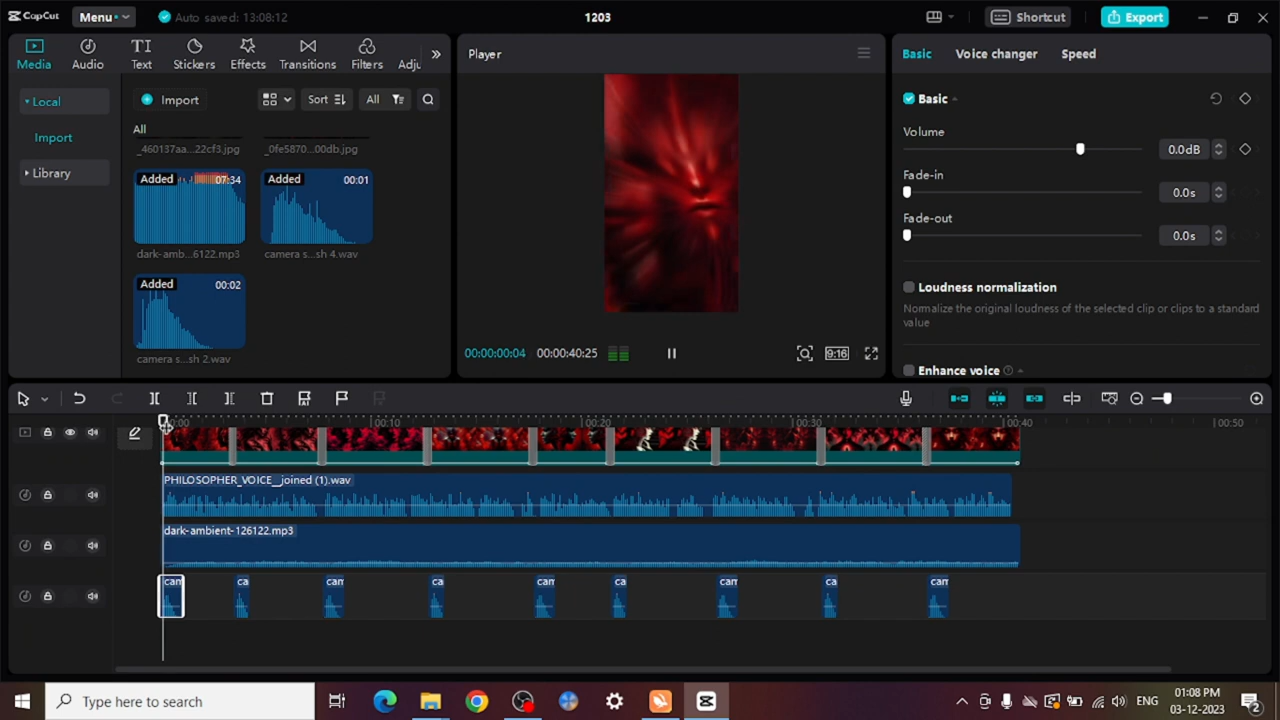 CapCut
Menu
Auto saved: 13:08:12
1203
Shortcut
Export
Media
Audio
Text
Stickers
Effects
Transitions
Filters
Adju
Local
Import
Library
Import
Sort
All
All
_460137aa...22cf3.jpg
_0fe5870...00db.jpg
Added
07:34
dark-amb...6122.mp3
Added
00:01
camera s...sh 4.wav
Added
00:02
camera s...sh 2.wav
Player
00:00:00:04
00:00:40:25
9:16
Basic
Voice changer
Speed
Basic
Volume
0.0dB
Fade-in
0.0s
Fade-out
0.0s
Loudness normalization
Normalize the original loudness of the selected clip or clips to a standard
value
Enhance voice
00:00
00:10
00:20
00:30
00:40
00:50
PHILOSOPHER_VOICE__joined (1).wav
dark-ambient-126122.mp3
cam
ca
cam
ca
cam
ca
cam
ca
cam
Type here to search
ENG
01:08 PM
03-12-2023
2